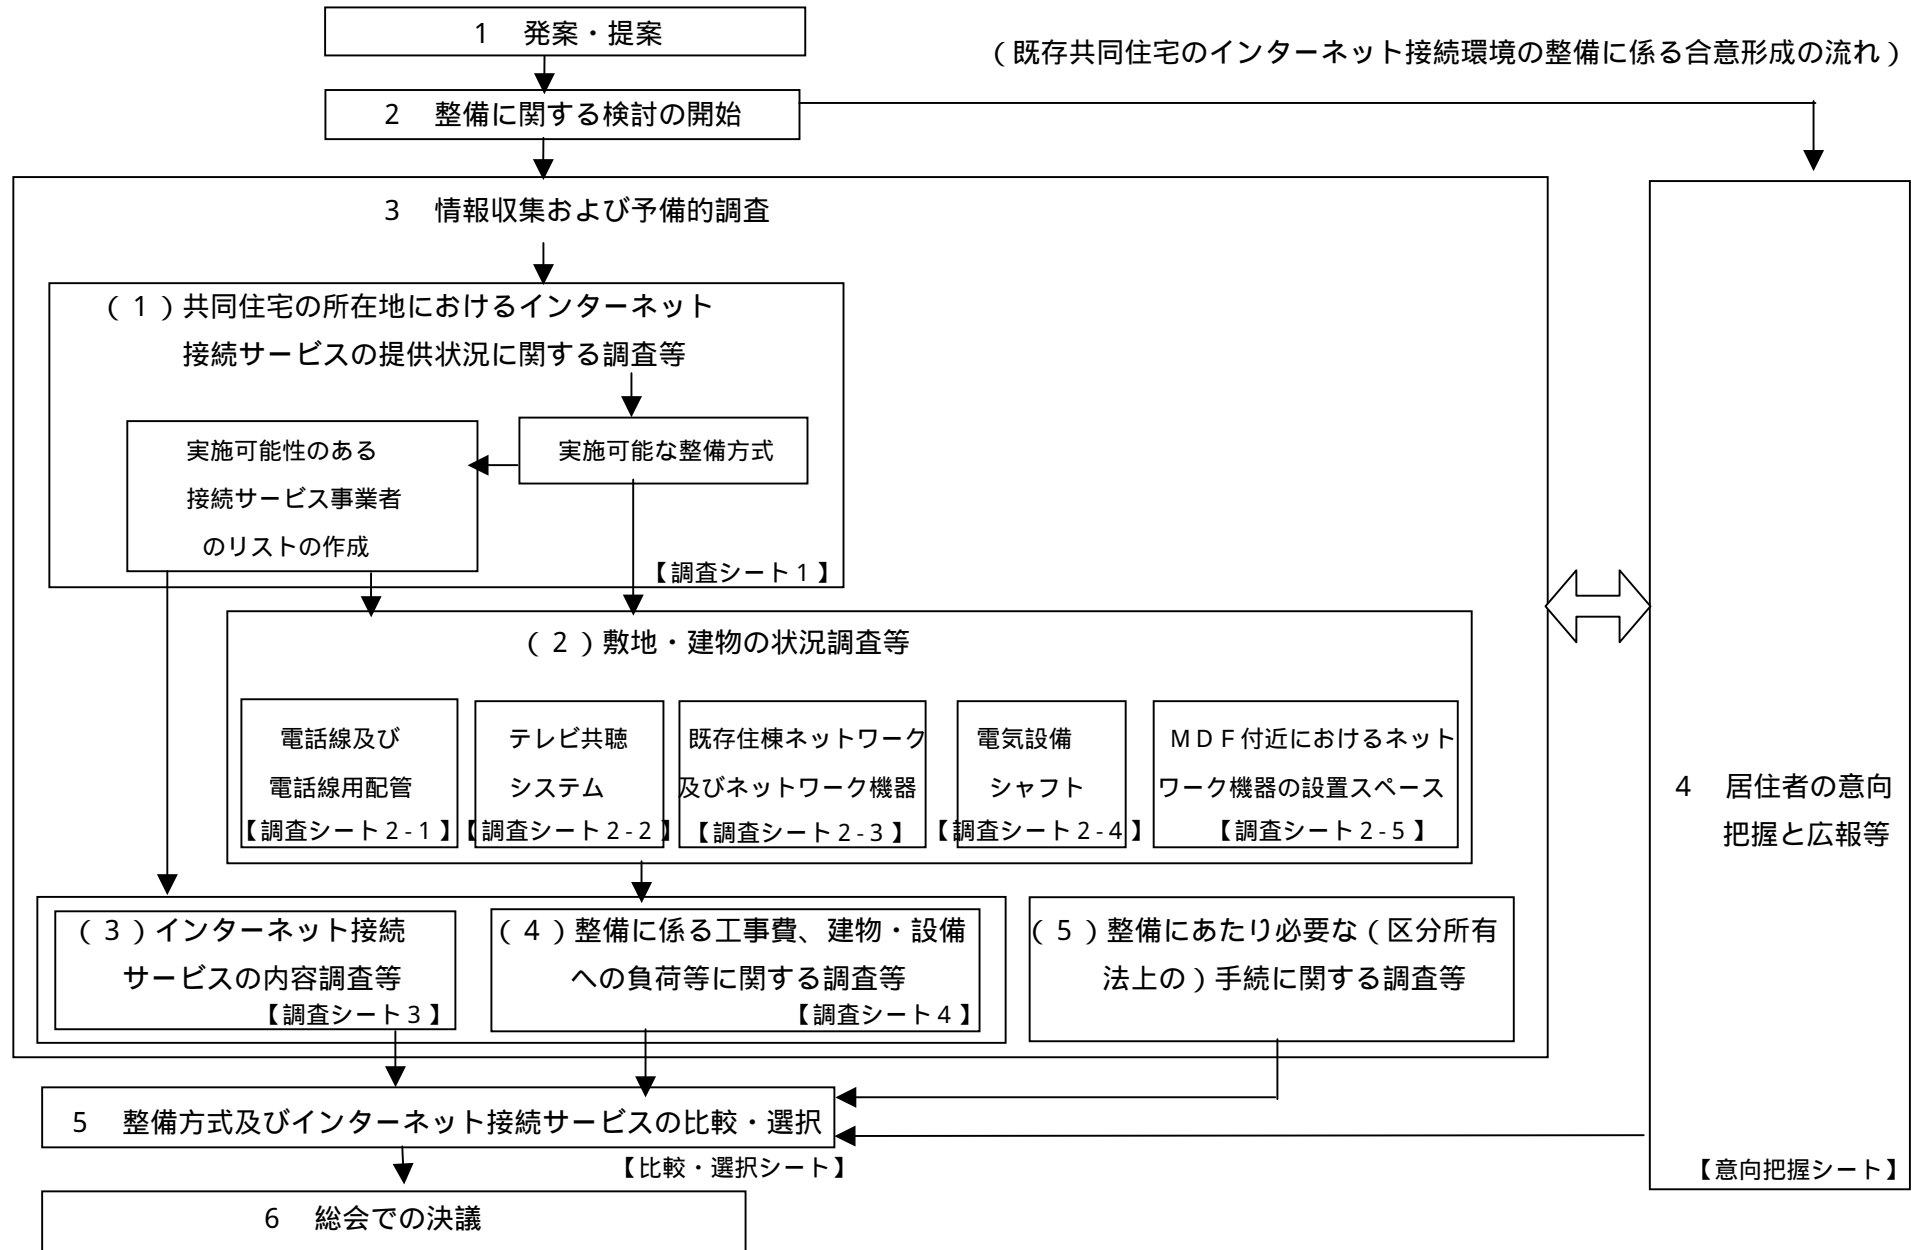 1 発案・提案
（既存共同住宅のインターネット接続環境の整備に係る合意形成の流れ）
2 整備に関する検討の開始
3 情報収集および予備的調査
（1）共同住宅の所在地におけるインターネット
接続サービスの提供状況に関する調査等
実施可能な整備方式
実施可能性のある
接続サービス事業者
のリストの作成
【調査シート1】
（2）敷地・建物の状況調査等
電話線及び
電話線用配管
【調査シート2-1】
テレビ共聴
システム
【調査シート2-2】
既存住棟ネットワーク
及びネットワーク機器
【調査シート2-3】
電気設備
シャフト
【調査シート2-4】
MDF付近におけるネット
ワーク機器の設置スペース
【調査シート2-5】
（3）インターネット接続
サービスの内容調査等
【調査シート3】
（4）整備に係る工事費、建物・設備
への負荷等に関する調査等
【調査シート4】
（5）整備にあたり必要な（区分所有
法上の）手続に関する調査等
4 居住者の意向
把握と広報等
【意向把握シート】
5 整備方式及びインターネット接続サービスの比較・選択
【比較・選択シート】
6 総会での決議